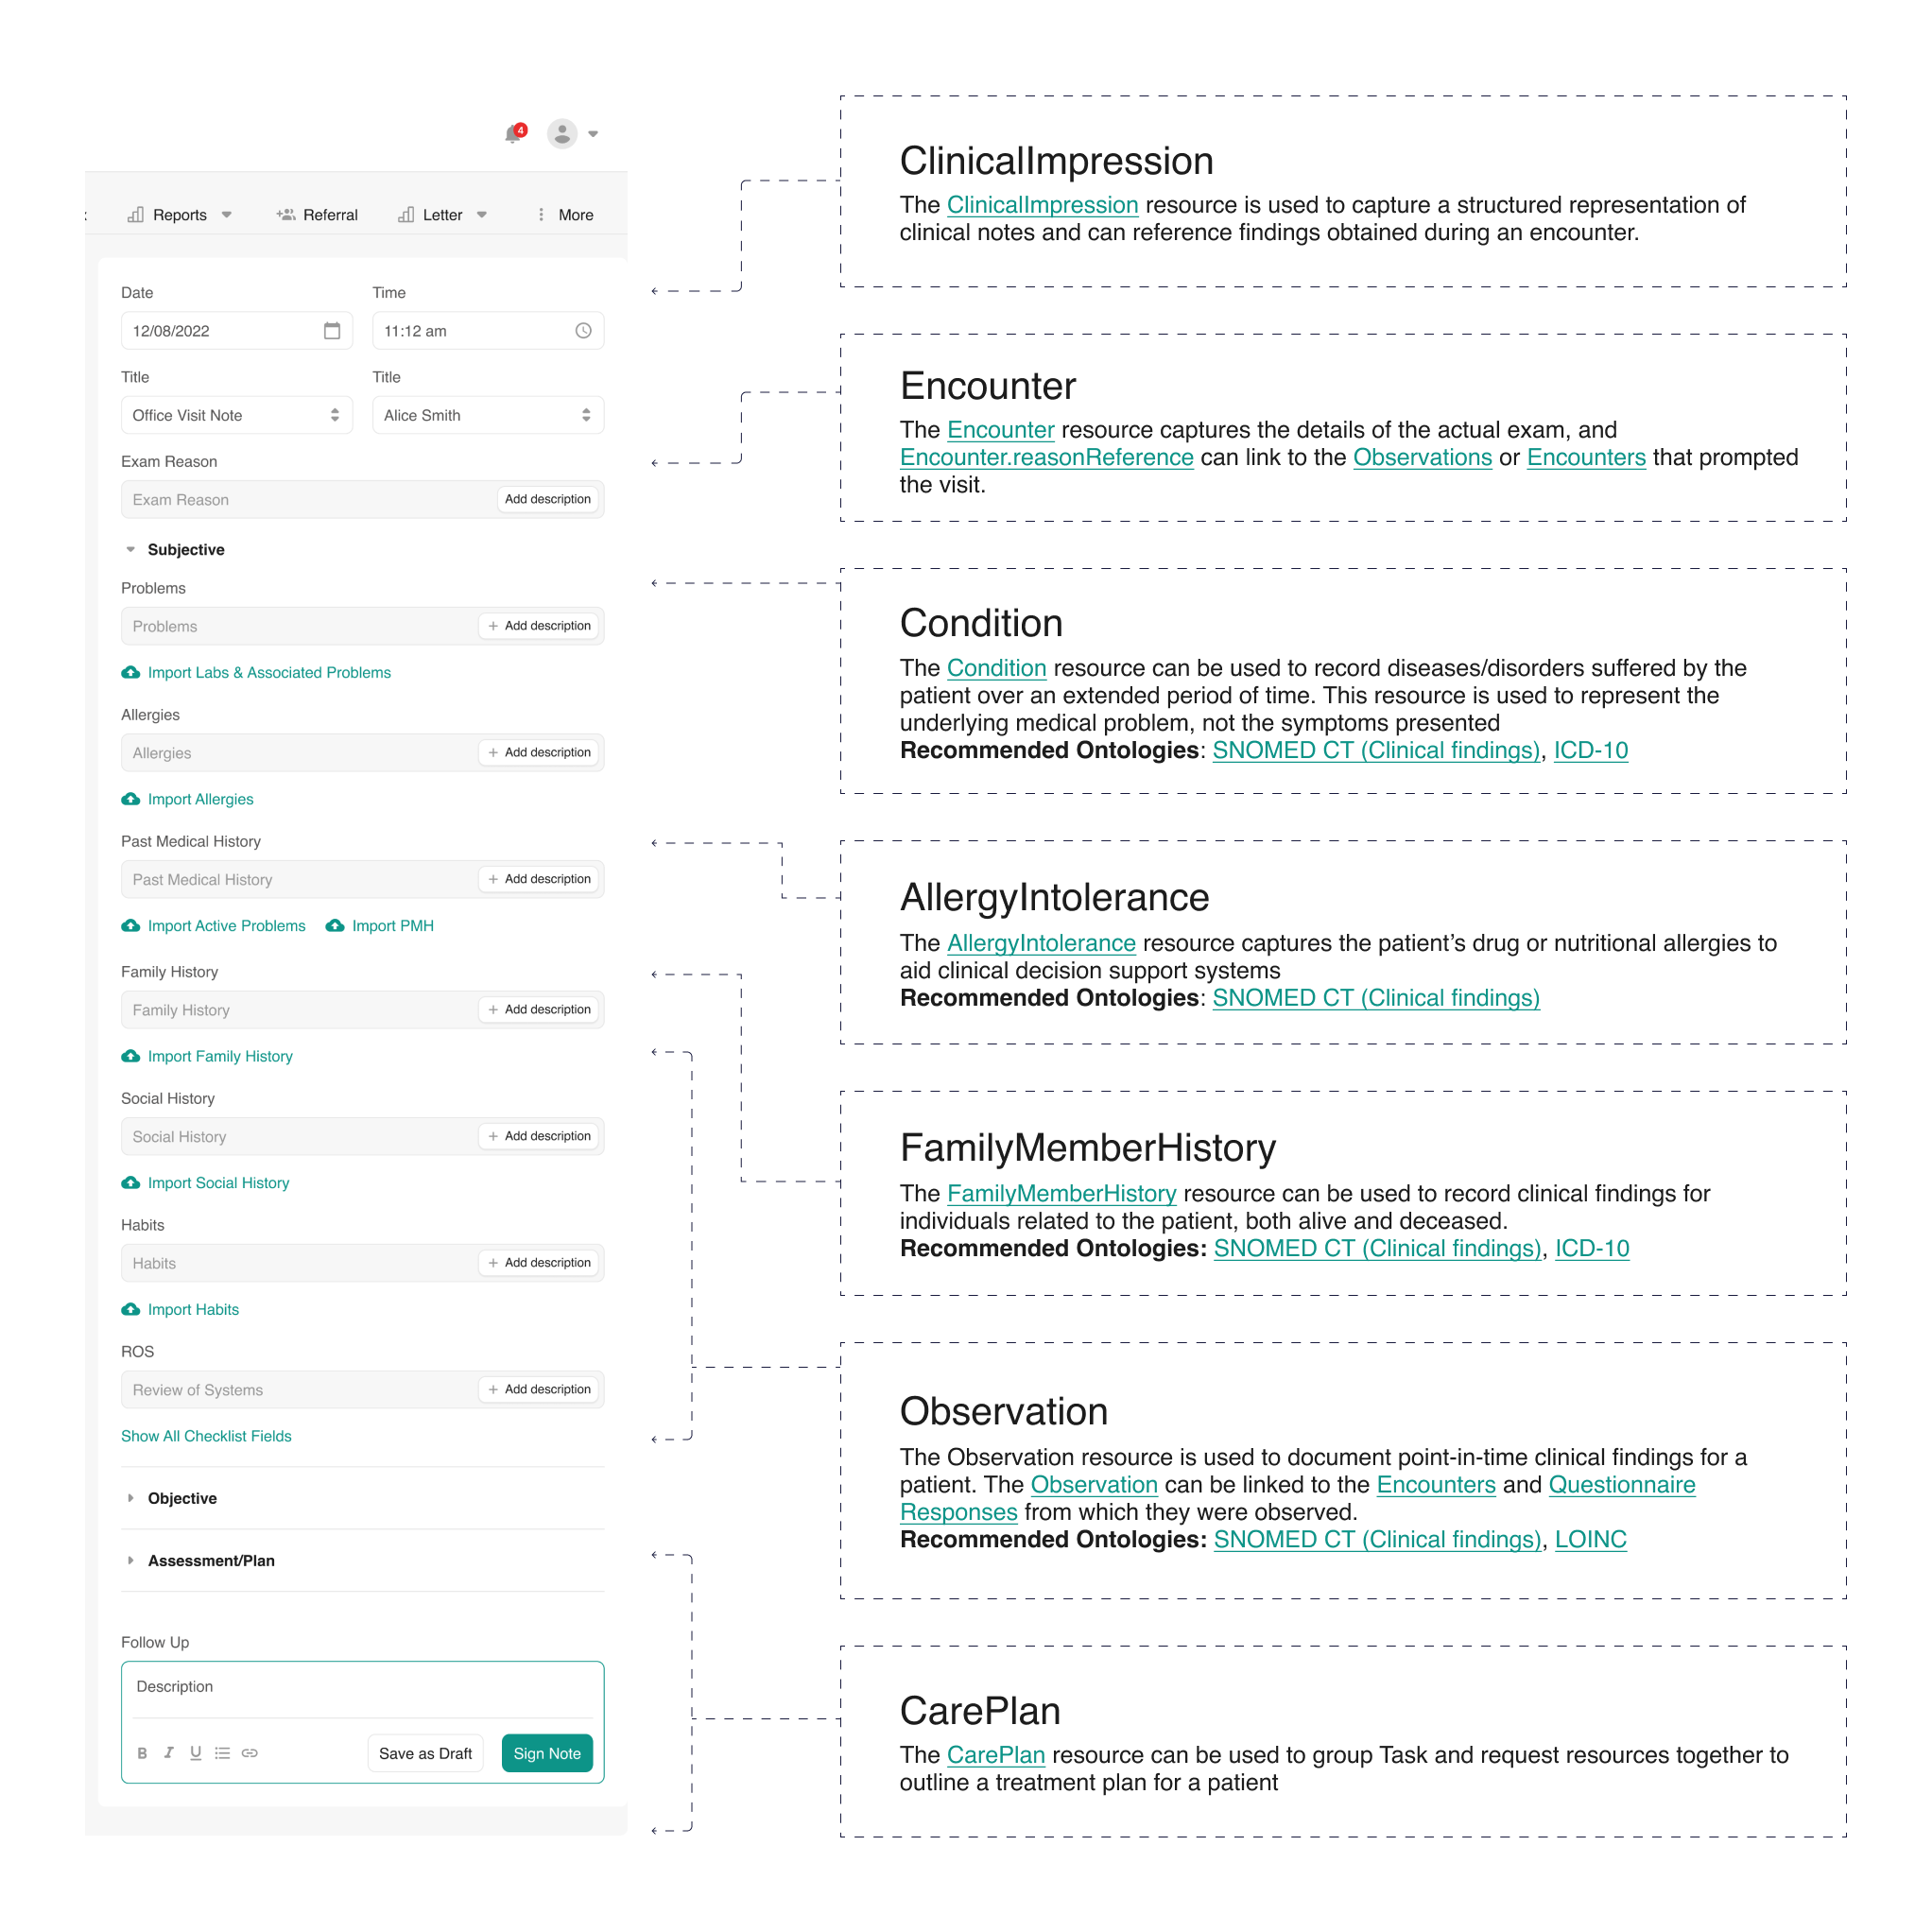 4
Reports
Referral
Letter
More
Date
Time
12/08/2022
11:12 am
Title
Title
Office Visit Note
Alice Smith
Exam Reason
Exam Reason
Add description
Subjective
Problems
Problems
+ Add description
Import Labs & Associated Problems
Allergies
Allergies
+ Add description
Import Allergies
Past Medical History
Past Medical History
+ Add description
Import Active Problems
Import PMH
Family History
Family History
+ Add description
Import Family History
Social History
Social History
+ Add description
Import Social History
Habits
Habits
+ Add description
Import Habits
ROS
Review of Systems
+ Add description
Show All Checklist Fields
Objective
Assessment/Plan
Follow Up
Description
B I U
Save as Draft
Sign Note
ClinicalImpression
The ClinicalImpression resource is used to capture a structured representation of
clinical notes and can reference findings obtained during an encounter.
Encounter
The Encounter resource captures the details of the actual exam, and
Encounter.reasonReference can link to the Observations or Encounters that prompted
the visit.
Condition
The Condition resource can be used to record diseases/disorders suffered by the
patient over an extended period of time. This resource is used to represent the
underlying medical problem, not the symptoms presented
Recommended Ontologies: SNOMED CT (Clinical findings), ICD-10
AllergyIntolerance
The AllergyIntolerance resource captures the patient’s drug or nutritional allergies to
aid clinical decision support systems
Recommended Ontologies: SNOMED CT (Clinical findings)
FamilyMemberHistory
The FamilyMemberHistory resource can be used to record clinical findings for
individuals related to the patient, both alive and deceased.
Recommended Ontologies: SNOMED CT (Clinical findings), ICD-10
Observation
The Observation resource is used to document point-in-time clinical findings for a
patient. The Observation can be linked to the Encounters and Questionnaire
Responses from which they were observed.
Recommended Ontologies: SNOMED CT (Clinical findings), LOINC
CarePlan
The CarePlan resource can be used to group Task and request resources together to
outline a treatment plan for a patient